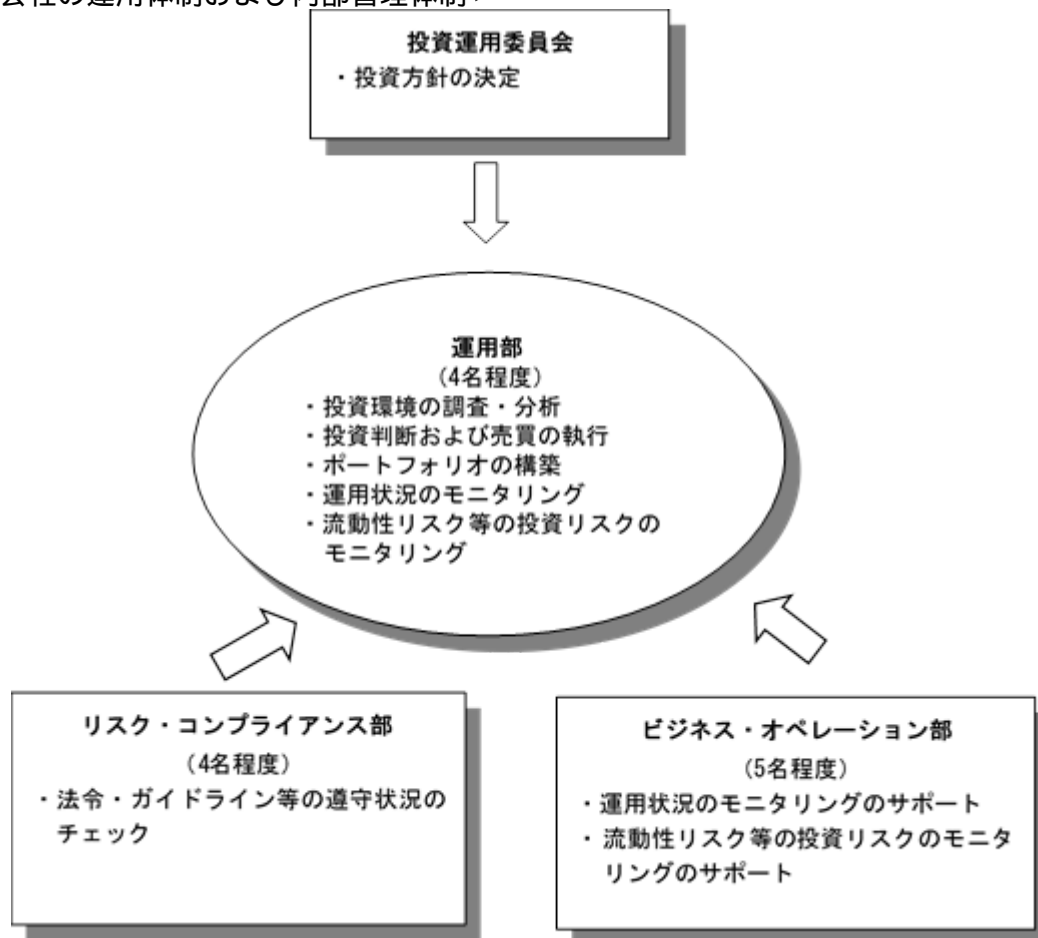 会社の運用体制および内部管理体制>
投資運用委員会
・投資方針の決定
運用部
(4名程度)
・投資環境の調査・分析
・投資判断および売買の執行
・ポートフォリオの構築
・運用状況のモニタリング
・流動性リスク等の投資リスクの
モニタリング
リスク・コンプライアンス部
(4名程度)
・法令・ガイドライン等の遵守状況の
チェック
ビジネス・オペレーション部
(5名程度)
・運用状況のモニタリングのサポート
・流動性リスク等の投資リスクのモニタ
リングのサポート